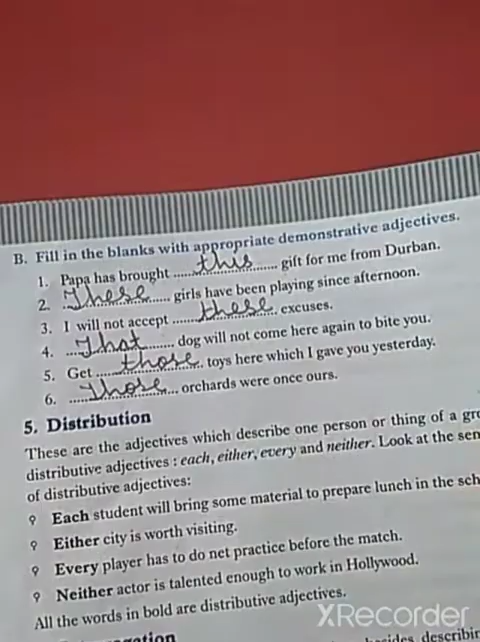 B. Fill in the blanks with appropriate demonstrative adjectives.
1. Papa has brought ......this...... gift for me from Durban.
2. ...These..... girls have been playing since afternoon.
3. I will not accept .....these....... excuses.
4. ...That..... dog will not come here again to bite you.
5. Get .....those..... toys here which I gave you yesterday.
6. ...Those..... orchards were once ours.
5. Distribution
These are the adjectives which describe one person or thing of a
distributive adjectives : each, either, every and neither. Look at the
of distributive adjectives:
Each student will bring some material to prepare lunch in the
Either city is worth visiting.
Every player has to do net practice before the match.
Neither actor is talented enough to work in Hollywood.
All the words in bold are distributive adjectives.
XRecorder